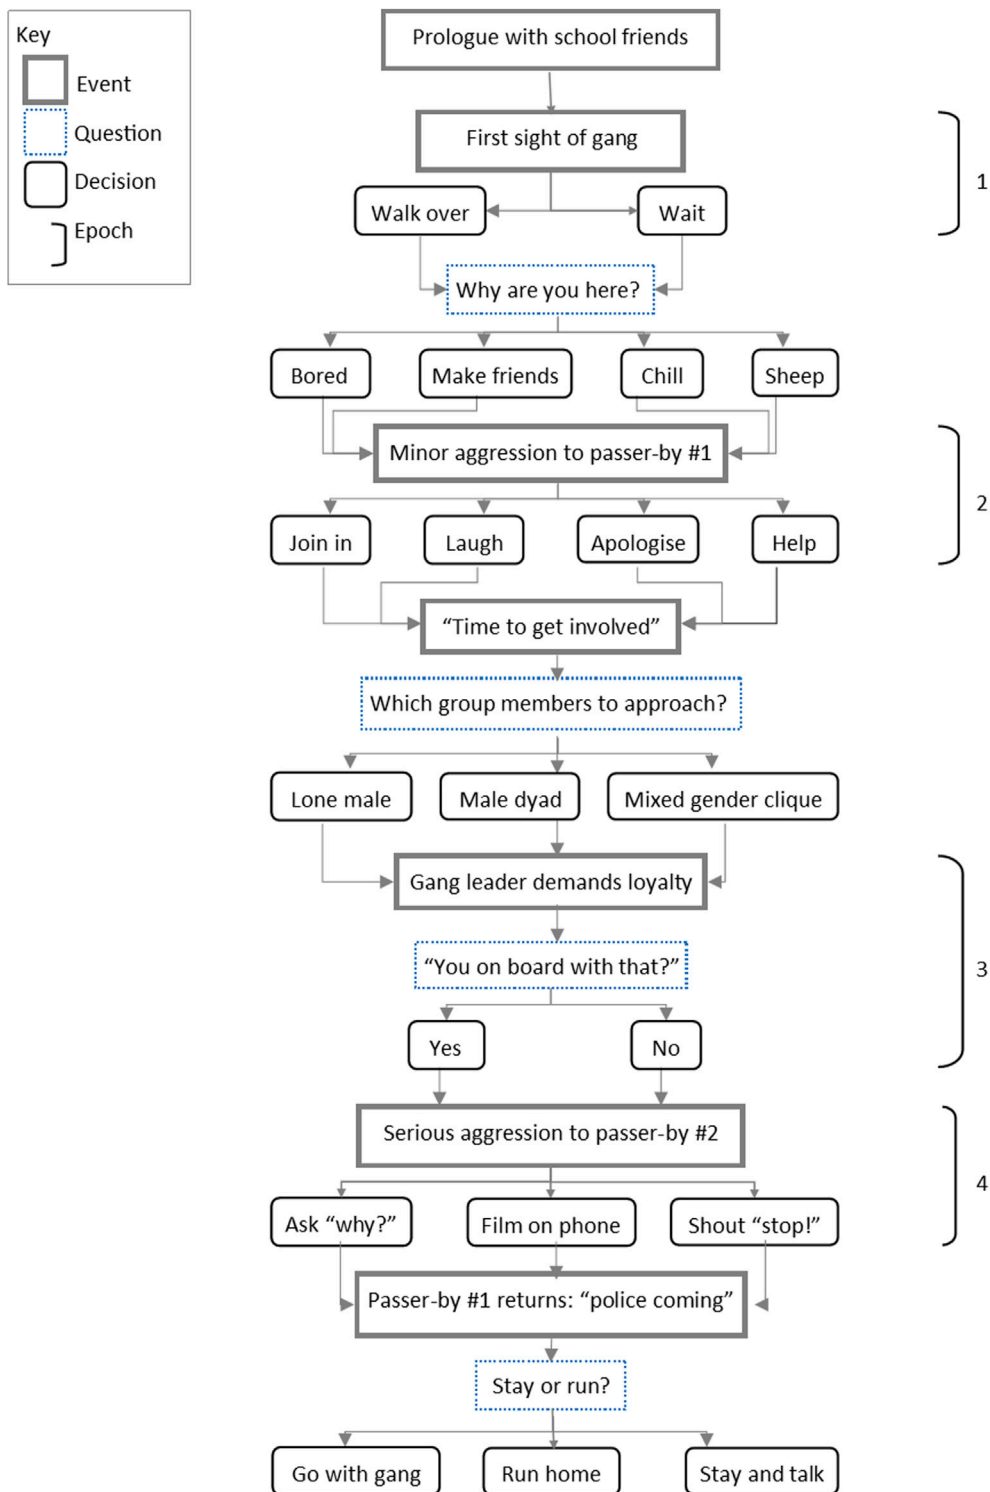 Key
Event
Question
Decision
Epoch
Prologue with school friends
First sight of gang
1
Walk over
Wait
Why are you here?
Bored
Make friends
Chill
Sheep
Minor aggression to passer-by #1
2
Join in
Laugh
Apologise
Help
“Time to get involved”
Which group members to approach?
Lone male
Male dyad
Mixed gender clique
Gang leader demands loyalty
3
“You on board with that?”
Yes
No
Serious aggression to passer-by #2
4
Ask “why?”
Film on phone
Shout “stop!”
Passer-by #1 returns: “police coming”
Stay or run?
Go with gang
Run home
Stay and talk